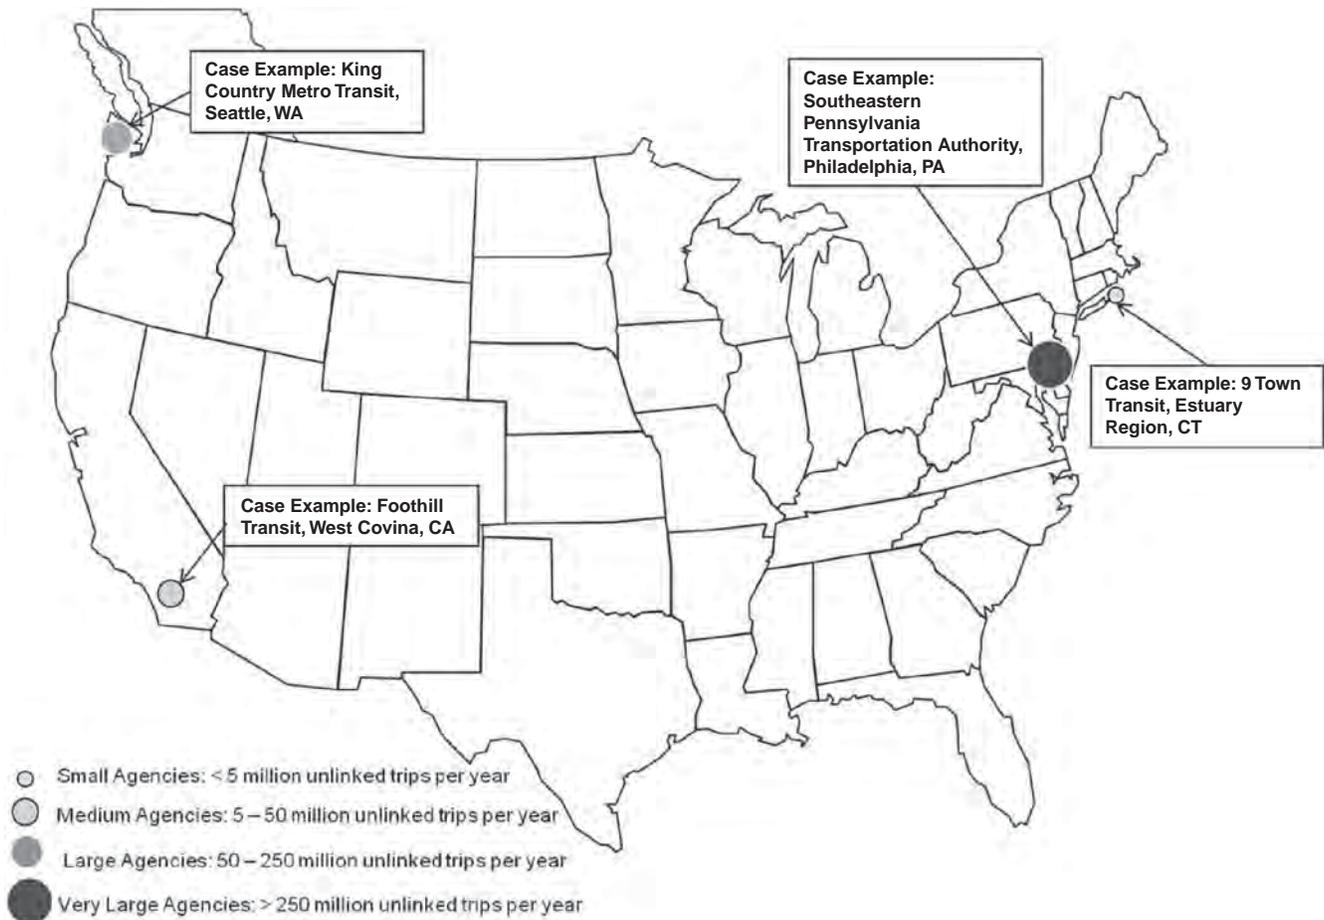 Case Example: King
Country Metro Transit,
Seattle, WA
Case Example:
Southeastern
Pennsylvania
Transportation Authority,
Philadelphia, PA
Case Example: 9 Town
Transit, Estuary
Region, CT
Case Example: Foothill
Transit, West Covina, CA
Small Agencies: < 5 million unlinked trips per year
Medium Agencies: 5 – 50 million unlinked trips per year
Large Agencies: 50 – 250 million unlinked trips per year
Very Large Agencies: > 250 million unlinked trips per year